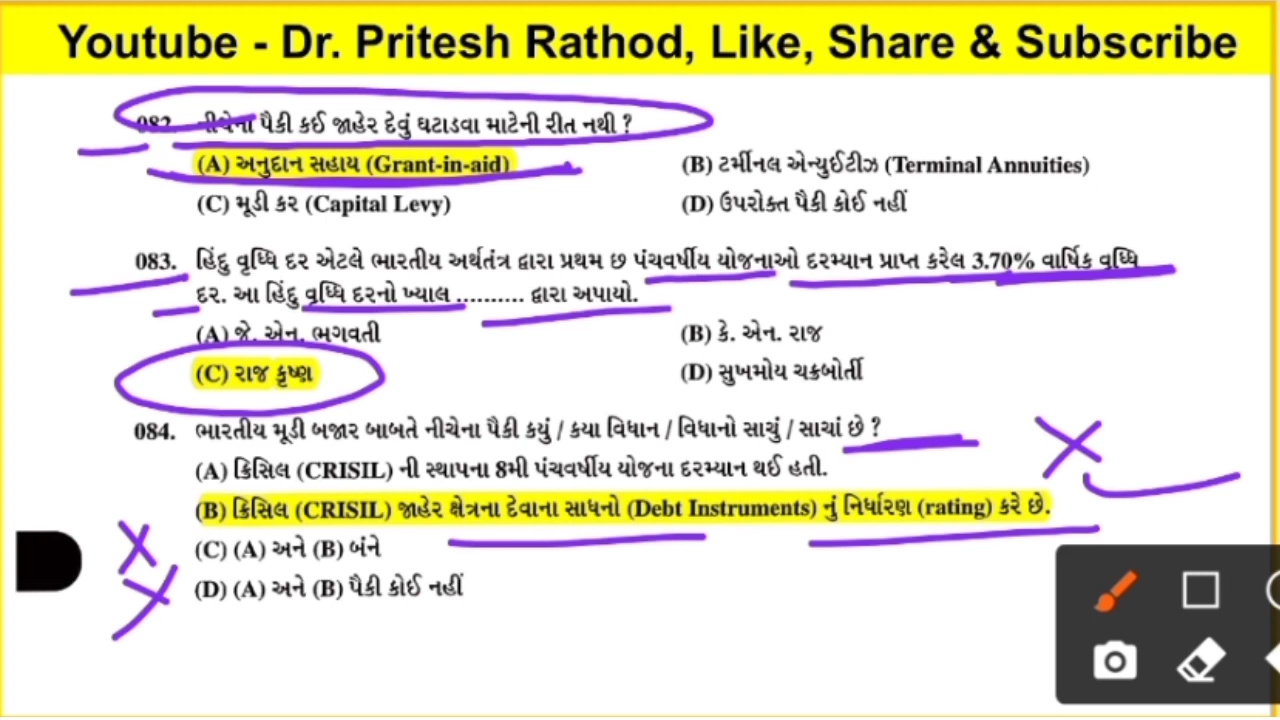 Youtube - Dr. Pritesh Rathod, Like, Share & Subscribe
082. નીચેના પૈકી કઈ જાહેર દેવું ઘટાડવા માટેની રીત નથી ?
(A) અનુદાન સહાય (Grant-in-aid) (B) ટર્મીનલ એન્યુઈટીઝ (Terminal Annuities)
(C) મૂડી કર (Capital Levy) (D) ઉપરોક્ત પૈકી કોઈ નહીં
083. હિંદુ વૃધ્ધિ દર એટલે ભારતીય અર્થતંત્ર દ્વારા પ્રથમ છ પંચવર્ષીય યોજનાઓ દરમ્યાન પ્રાપ્ત કરેલ 3.70% વાર્ષિક વૃધ્ધિ
દર. આ હિંદુ વૃધ્ધિ દરનો ખ્યાલ .......... દ્વારા અપાયો.
(A) જે. એન. ભગવતી (B) કે. એન. રાજ
(C) રાજ કૃષ્ણ (D) સુખમોય ચક્રબોર્તી
084. ભારતીય મૂડી બજાર બાબતે નીચેના પૈકી કયું / કયા વિધાન / વિધાનો સાચું / સાચાં છે ?
(A) ક્રિસિલ (CRISIL) ની સ્થાપના 8મી પંચવર્ષીય યોજના દરમ્યાન થઈ હતી.
(B) ક્રિસિલ (CRISIL) જાહેર ક્ષેત્રના દેવાના સાધનો (Debt Instruments) નું નિર્ધારણ (rating) કરે છે.
(C) (A) અને (B) બંને
(D) (A) અને (B) પૈકી કોઈ નહીં